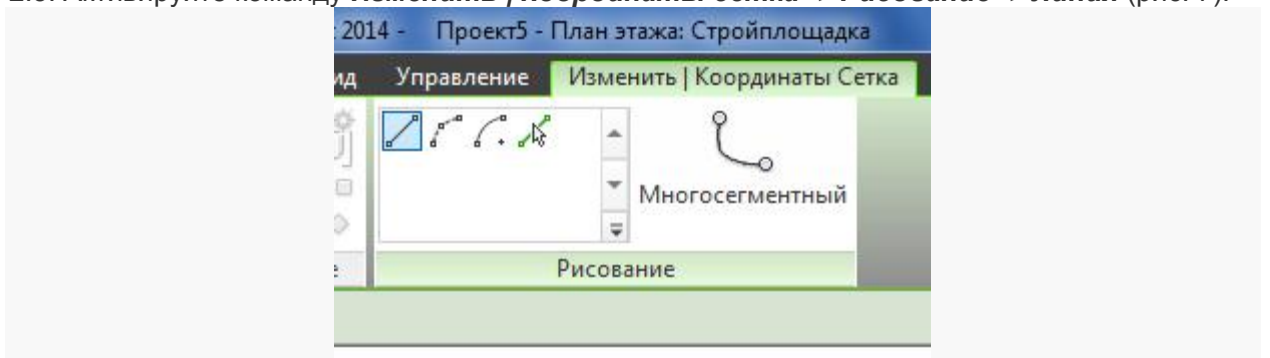 2014 - Проект5 - План этажа: Стройплощадка
ид Управление Изменить | Координаты Сетка
Многосегментный
Рисование